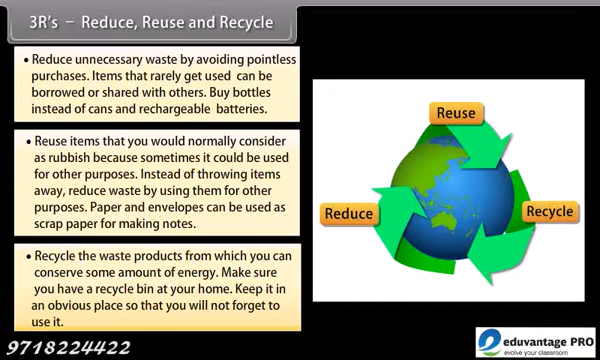 3R's – Reduce, Reuse and Recycle
• Reduce unnecessary waste by avoiding pointless
purchases. Items that rarely get used can be
borrowed or shared with others. Buy bottles
instead of cans and rechargeable batteries.
• Reuse items that you would normally consider
as rubbish because sometimes it could be used
for other purposes. Instead of throwing items
away, reduce waste by using them for other
purposes. Paper and envelopes can be used as
scrap paper for making notes.
• Recycle the waste products from which you can
conserve some amount of energy. Make sure
you have a recycle bin at your home. Keep it in
an obvious place so that you will not forget to
use it.
Reuse
Reduce
Recycle
9718224422
eduvantage PRO
evolve your classroom